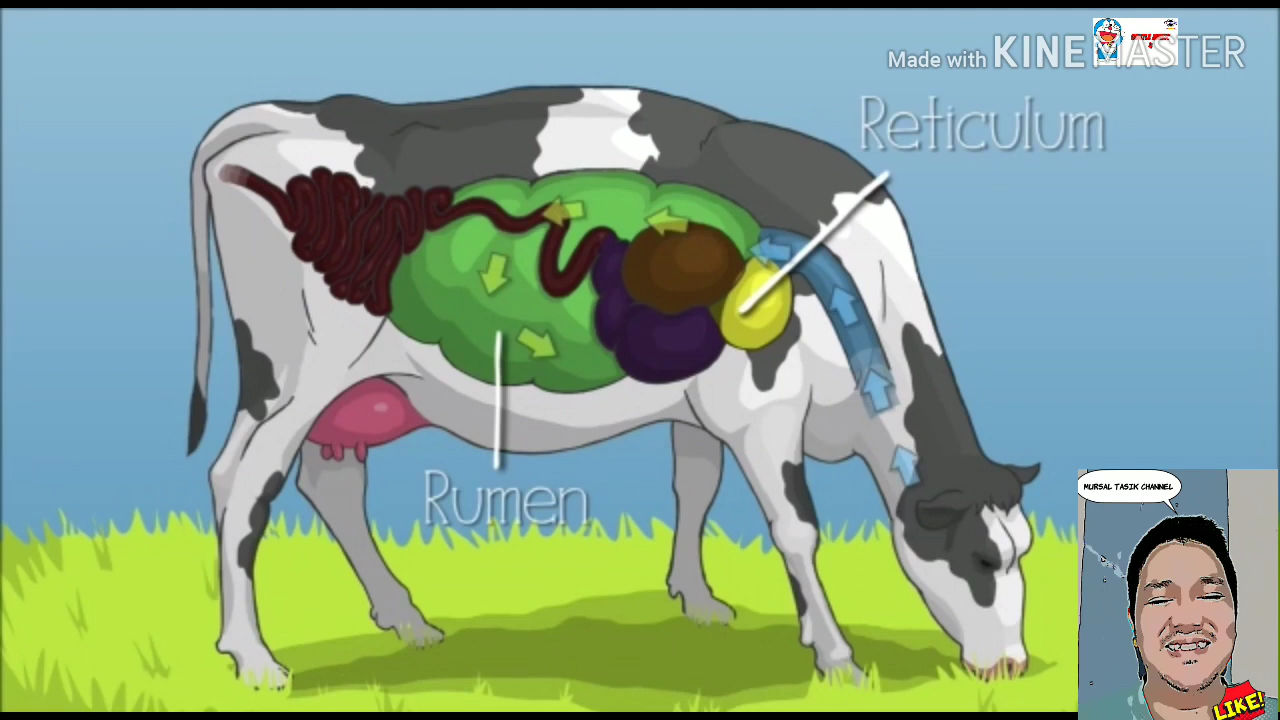 Made with KINEMASTER
Reticulum
Rumen
MURSAL TASIK CHANNEL
LIKE!